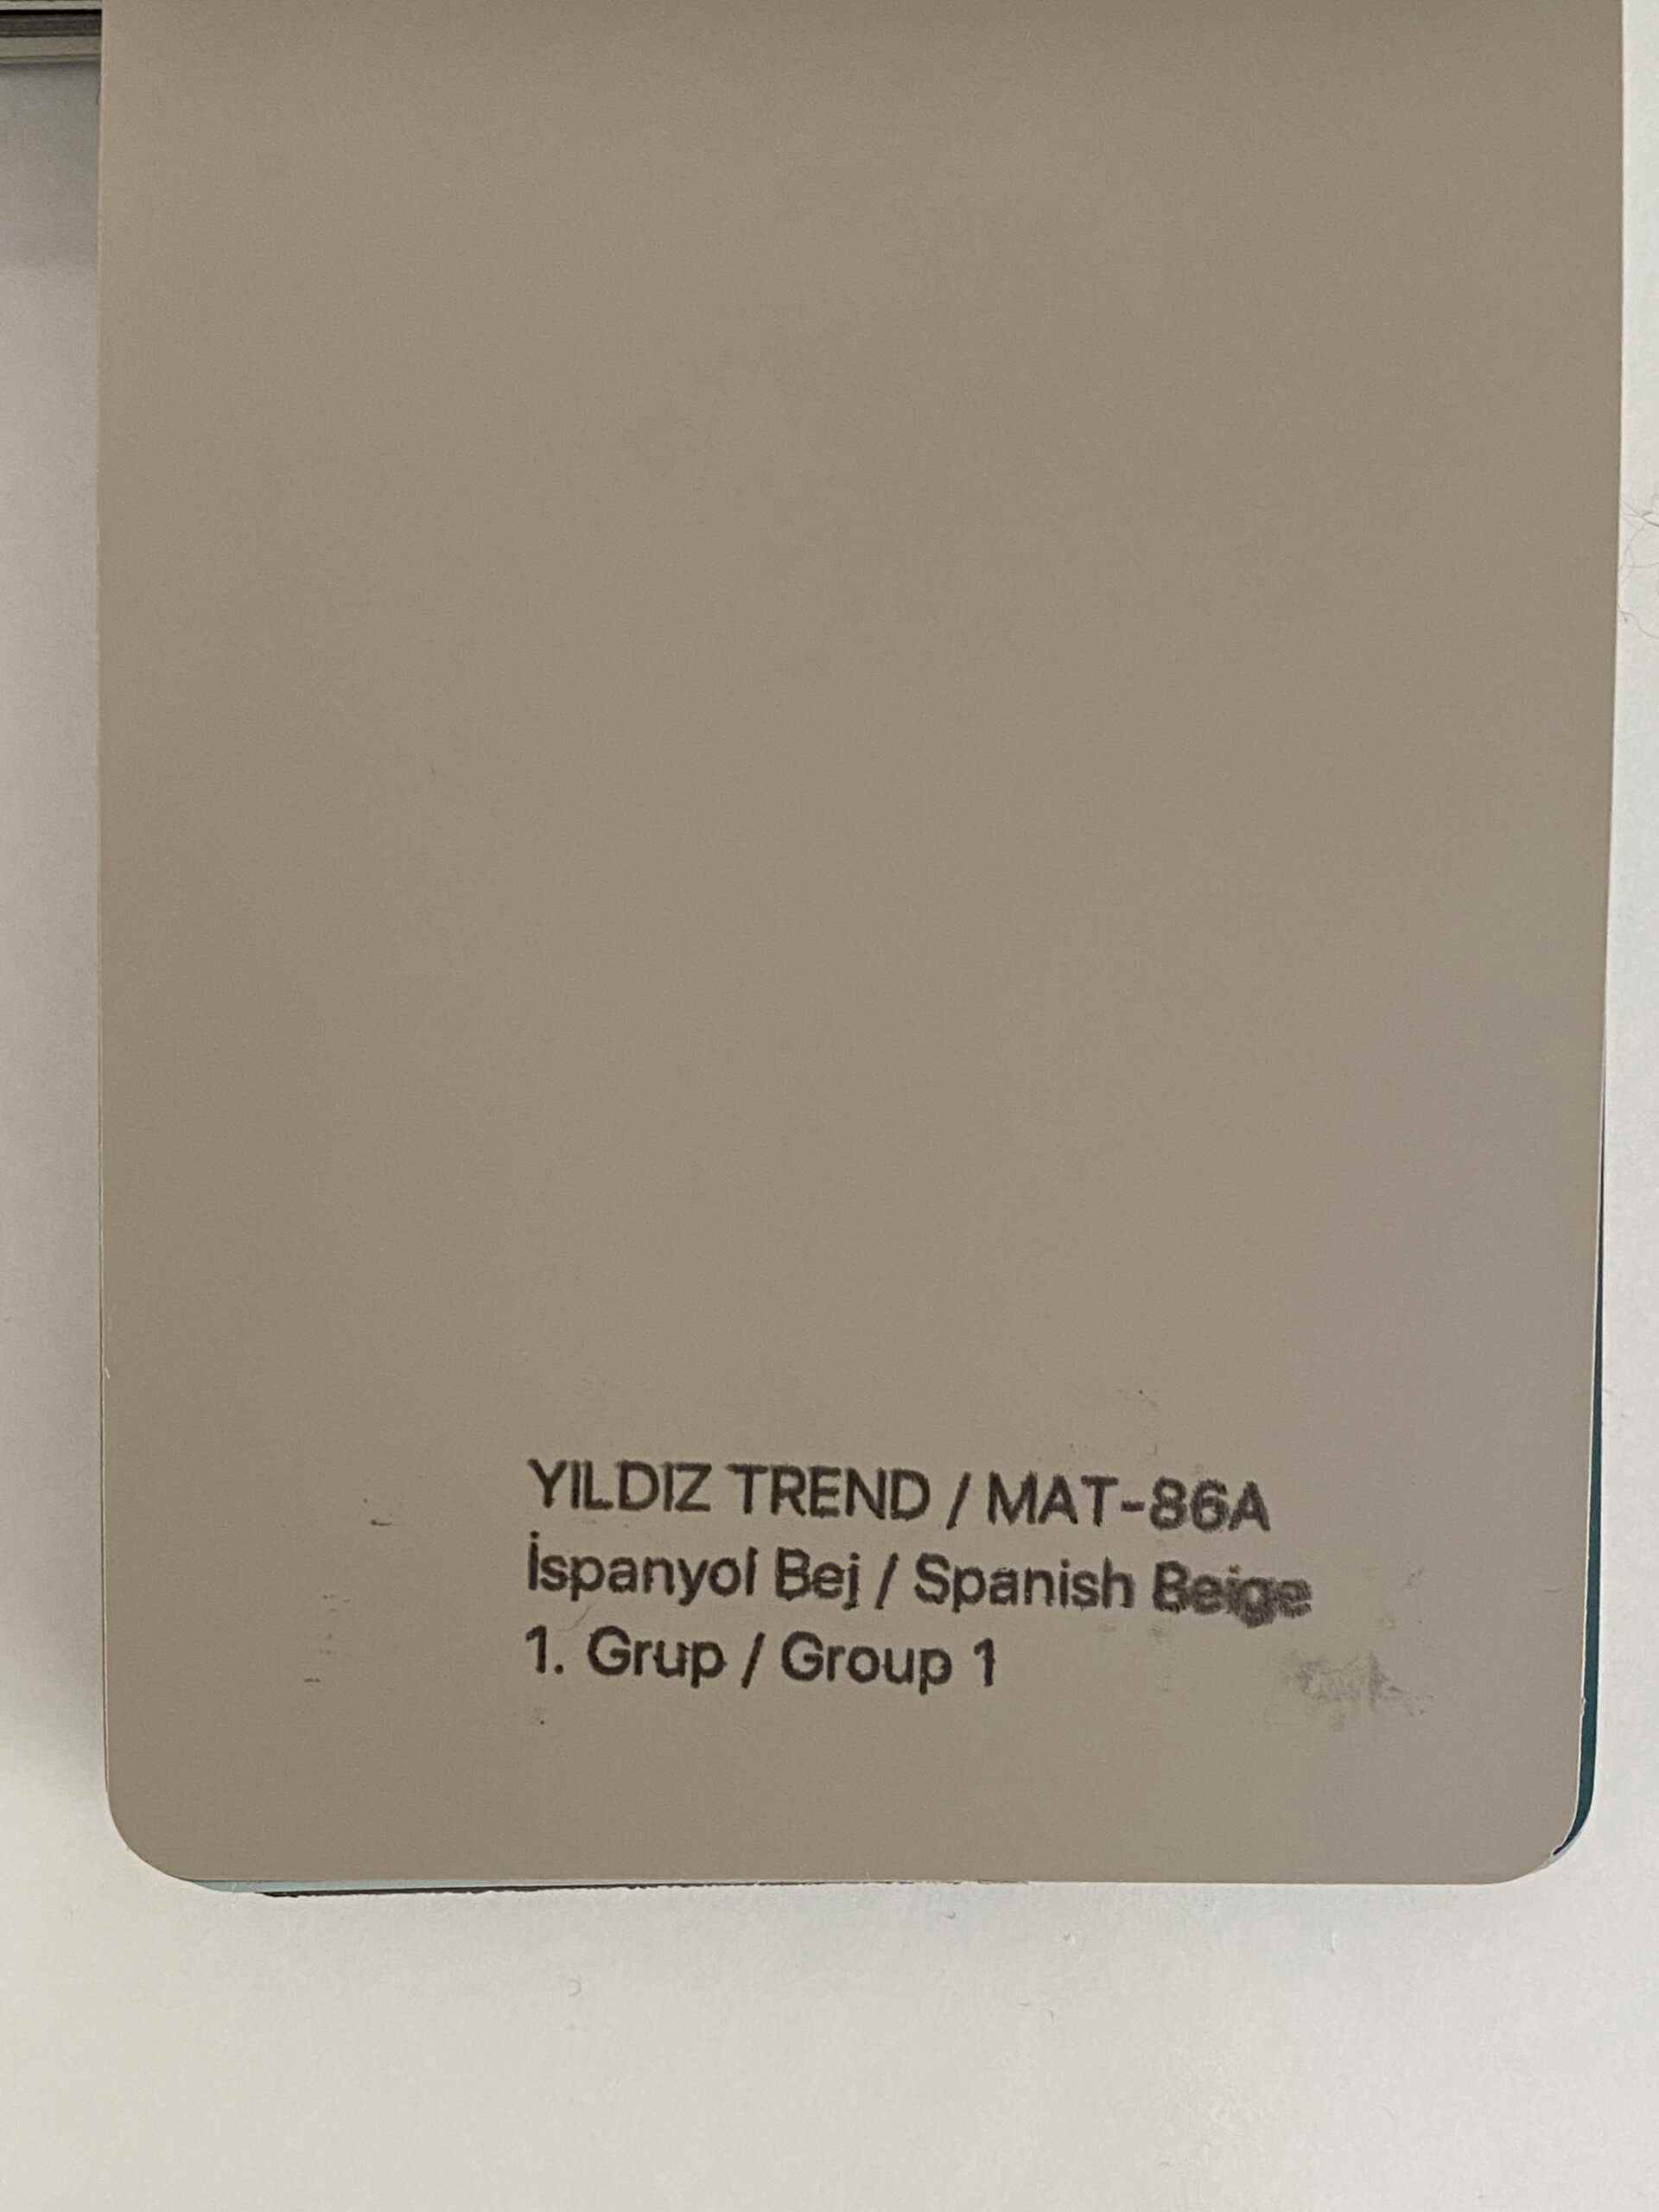 YILDIZ TREND / MAT-86A
İspanyol Bej / Spanish Beige
1. Grup / Group 1